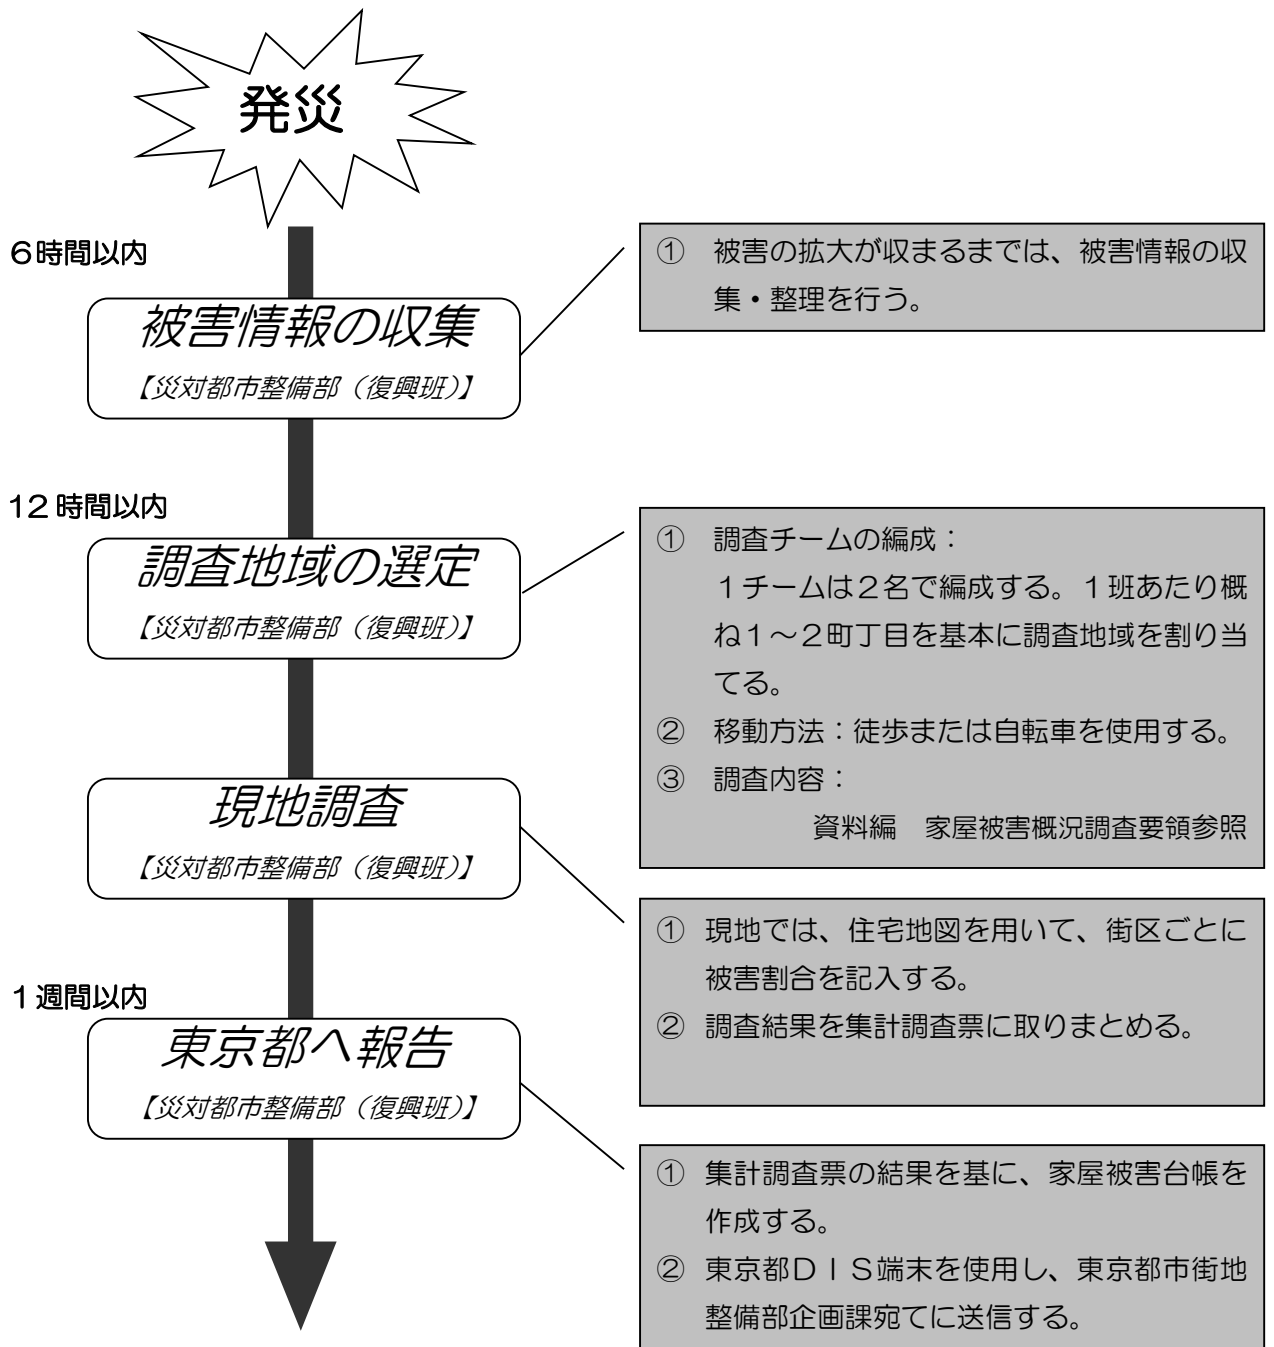 発災
6時間以内
被害情報の収集
【災対都市整備部（復興班）】
① 被害の拡大が収まるまでは、被害情報の収
集・整理を行う。
12時間以内
調査地域の選定
【災対都市整備部（復興班）】
① 調査チームの編成：
１チームは２名で編成する。１班あたり概
ね１～２町丁目を基本に調査地域を割り当
てる。
② 移動方法：徒歩または自転車を使用する。
③ 調査内容：
資料編　家屋被害概況調査要領参照
現地調査
【災対都市整備部（復興班）】
① 現地では、住宅地図を用いて、街区ごとに
被害割合を記入する。
② 調査結果を集計調査票に取りまとめる。
1週間以内
東京都へ報告
【災対都市整備部（復興班）】
① 集計調査票の結果を基に、家屋被害台帳を
作成する。
② 東京都ＤＩＳ端末を使用し、東京都市街地
整備部企画課宛てに送信する。